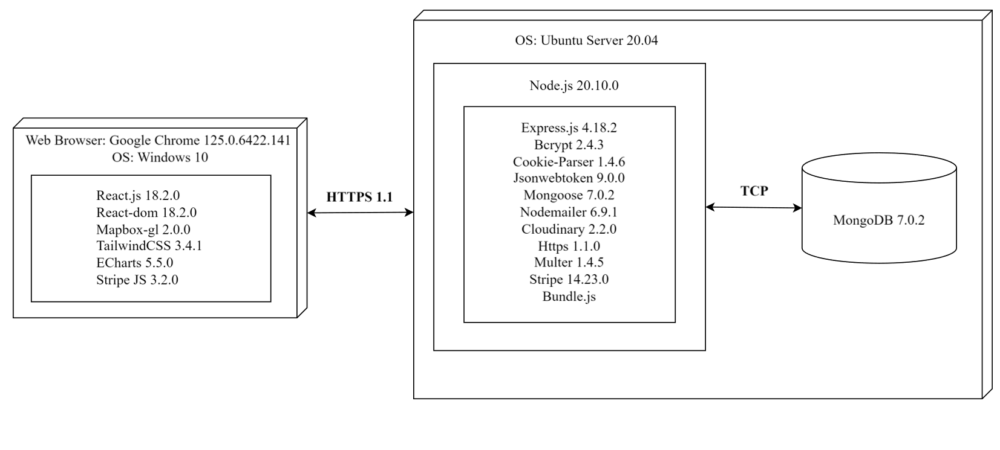 OS: Ubuntu Server 20.04
Node.js 20.10.0
Express.js 4.18.2
Bcrypt 2.4.3
Cookie-Parser 1.4.6
Jsonwebtoken 9.0.0
Mongoose 7.0.2
Nodemailer 6.9.1
Cloudinary 2.2.0
Https 1.1.0
Multer 1.4.5
Stripe 14.23.0
Bundle.js
Web Browser: Google Chrome 125.0.6422.141
OS: Windows 10
React.js 18.2.0
React-dom 18.2.0
Mapbox-gl 2.0.0
TailwindCSS 3.4.1
ECharts 5.5.0
Stripe JS 3.2.0
HTTPS 1.1
TCP
MongoDB 7.0.2